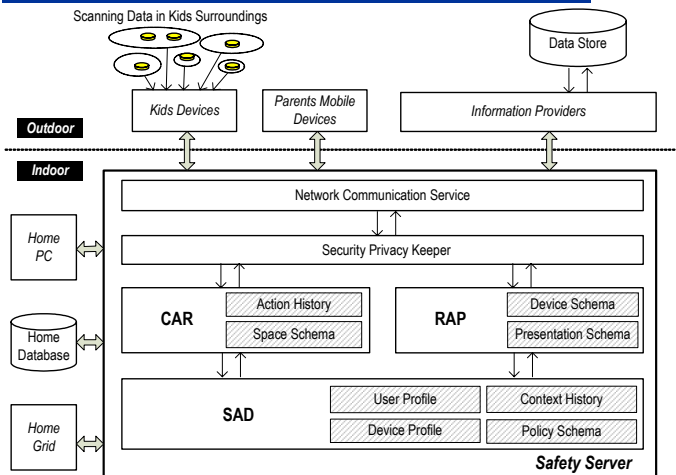 Scanning Data in Kids Surroundings
Data Store
Kids Devices
Parents Mobile
Devices
Information Providers
Outdoor
Indoor
Network Communication Service
Home
PC
Security Privacy Keeper
CAR
Action History
Space Schema
RAP
Device Schema
Presentation Schema
Home
Database
SAD
User Profile
Context History
Device Profile
Policy Schema
Home
Grid
Safety Server